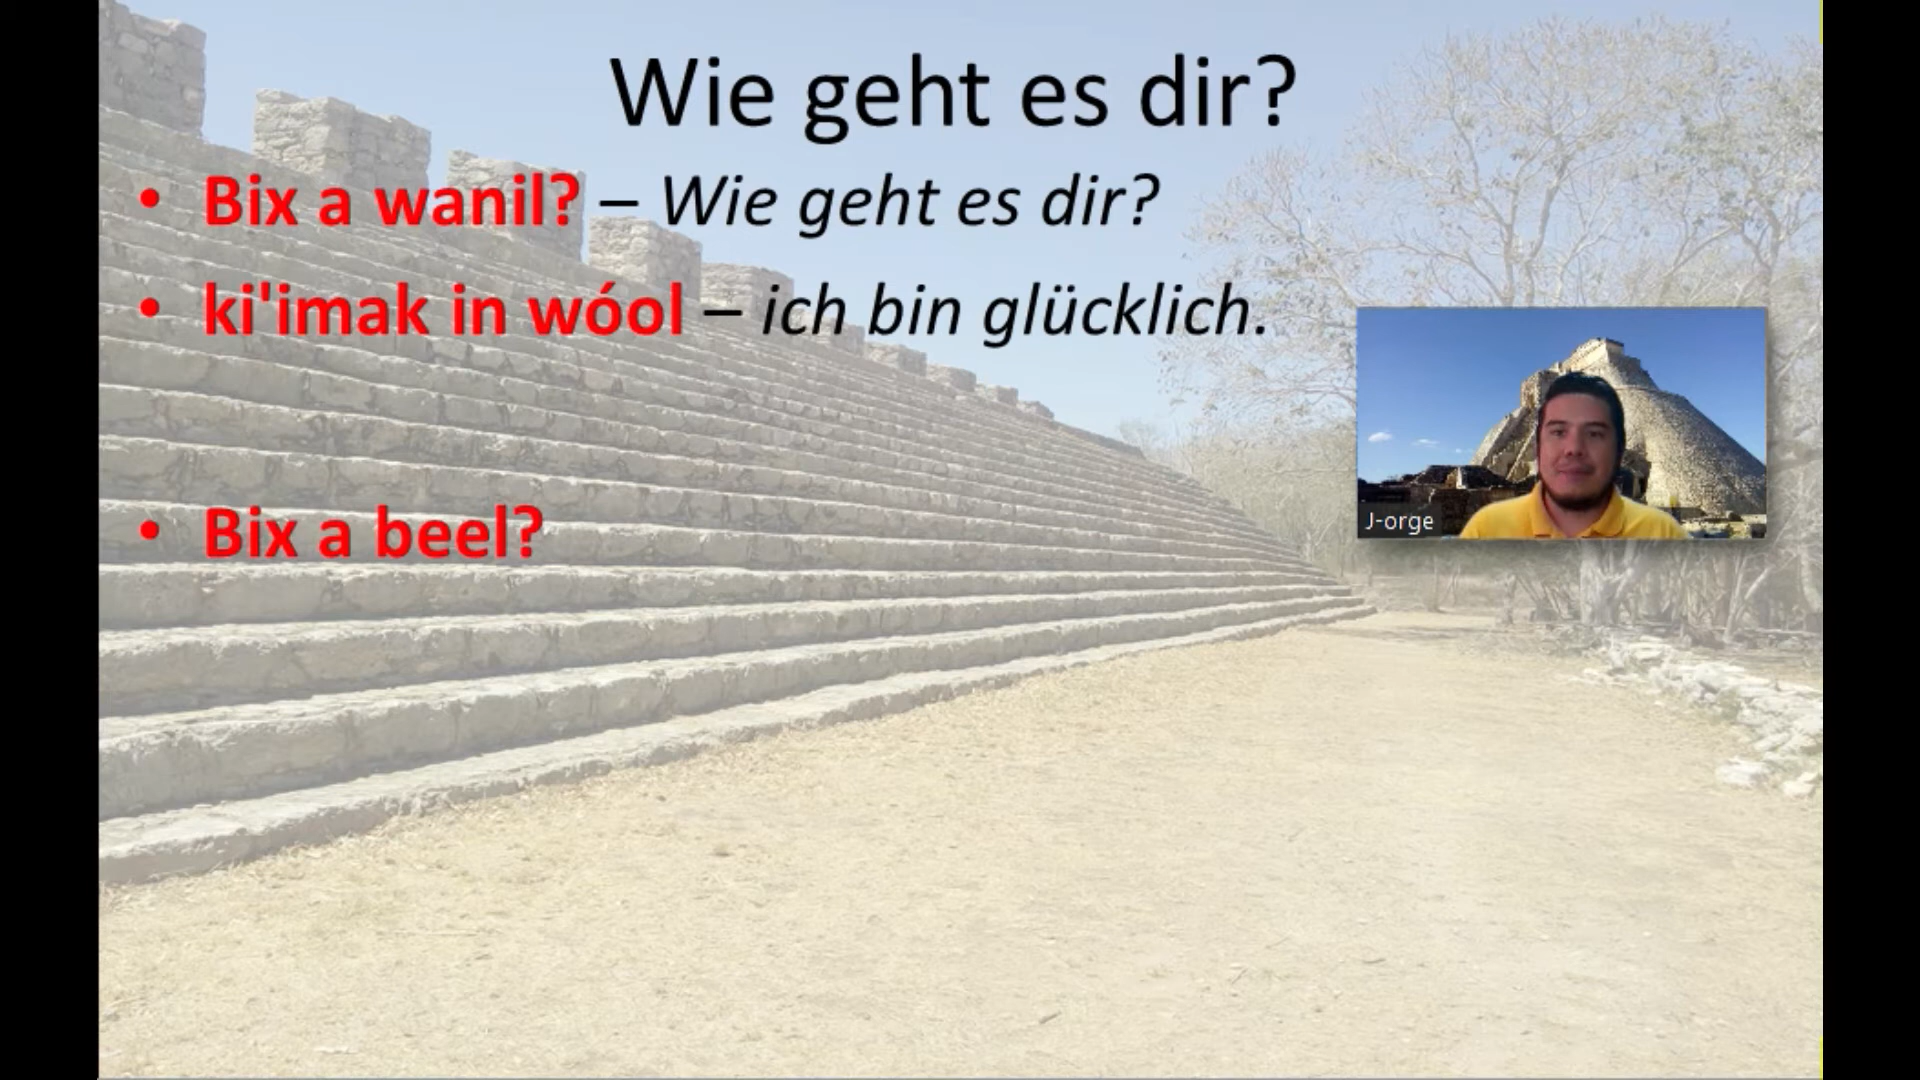 Wie geht es dir?
• Bix a wanil? – Wie geht es dir?
• ki'imak in wóol – ich bin glücklich.
• Bix a beel?
J-orge